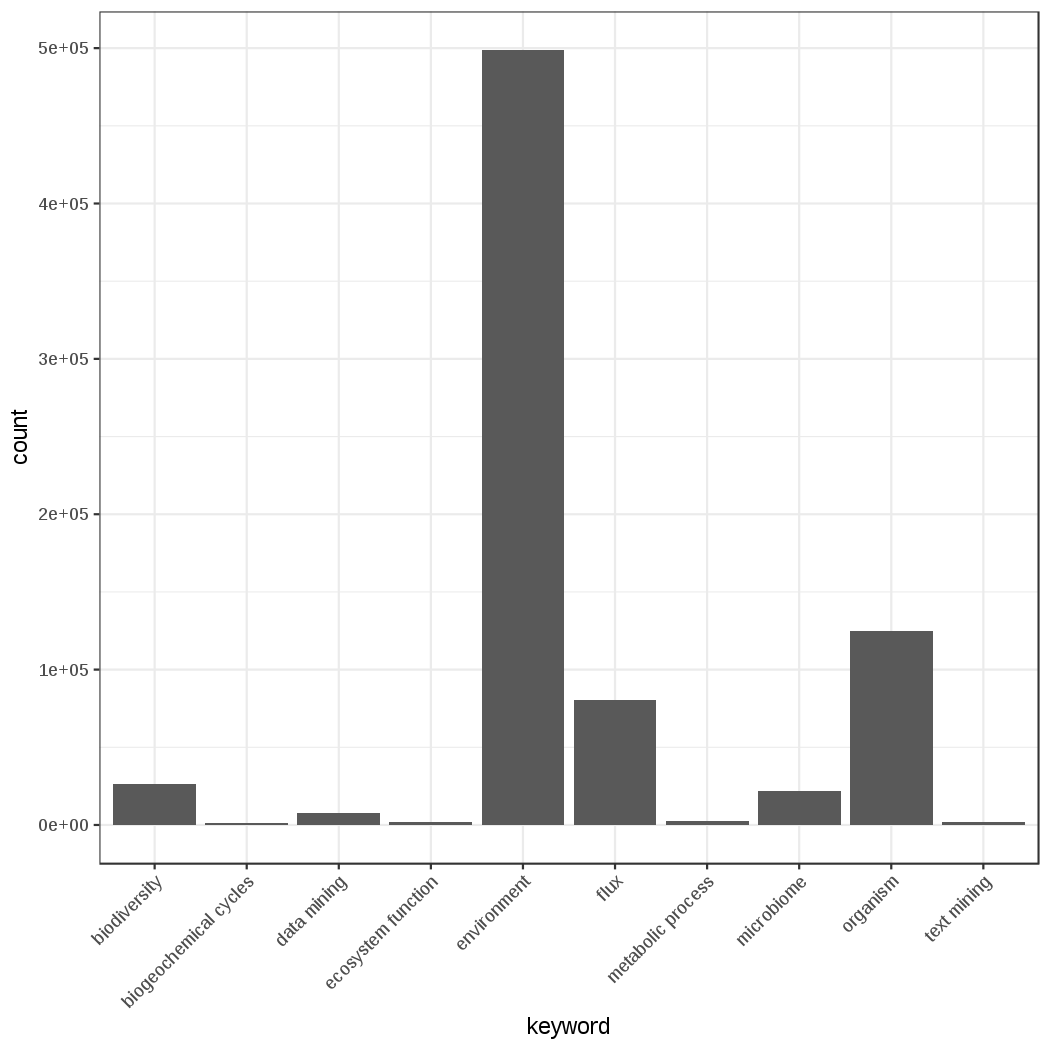 5e+05
4e+05
3e+05
2e+05
1e+05
0e+00
count
biodiversity
biogeochemical cycles
data mining
ecosystem function
environment
flux
metabolic process
microbiome
organism
text mining
keyword